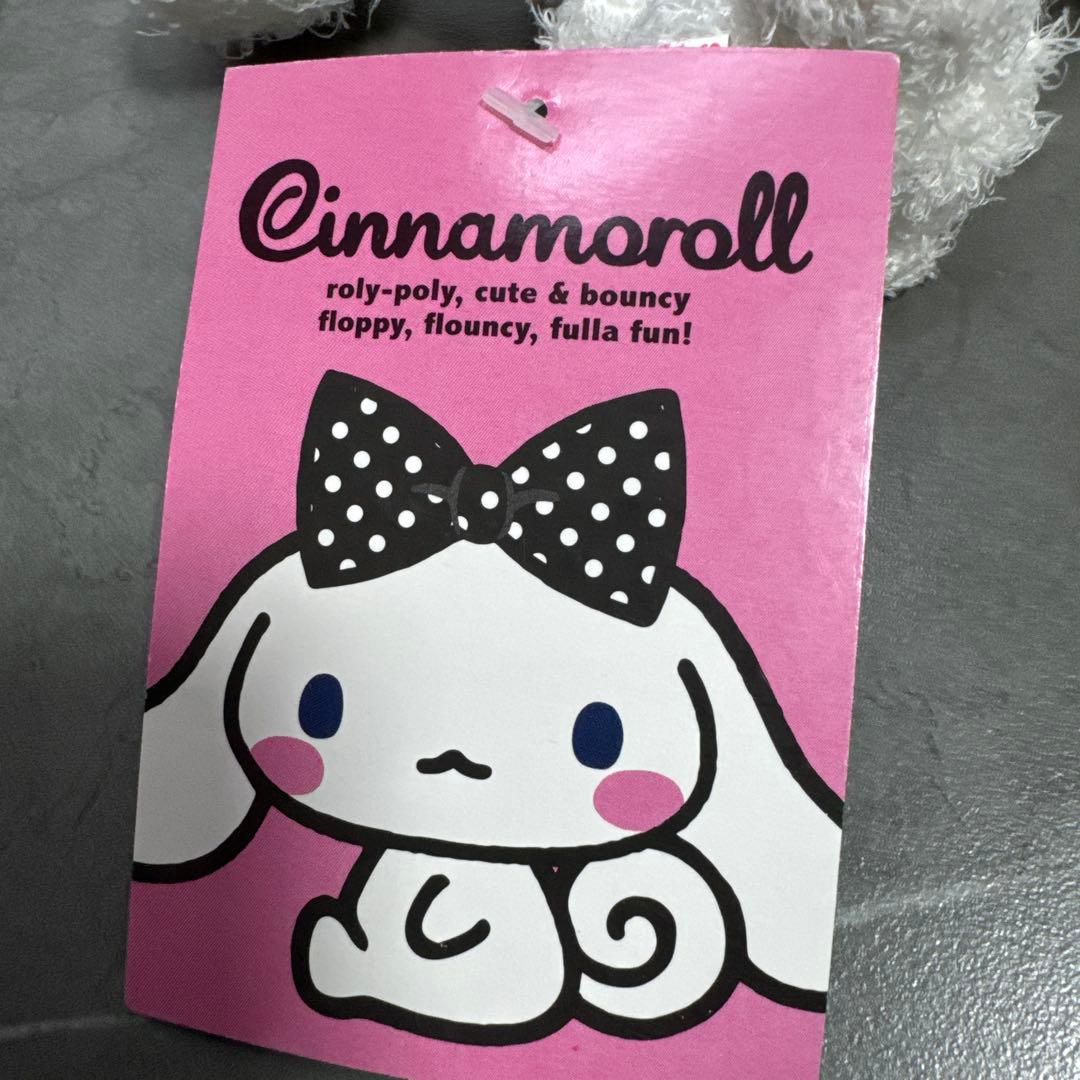 Cinnamoroll
roly-poly, cute & bouncy
floppy, flouncy, fulla fun!